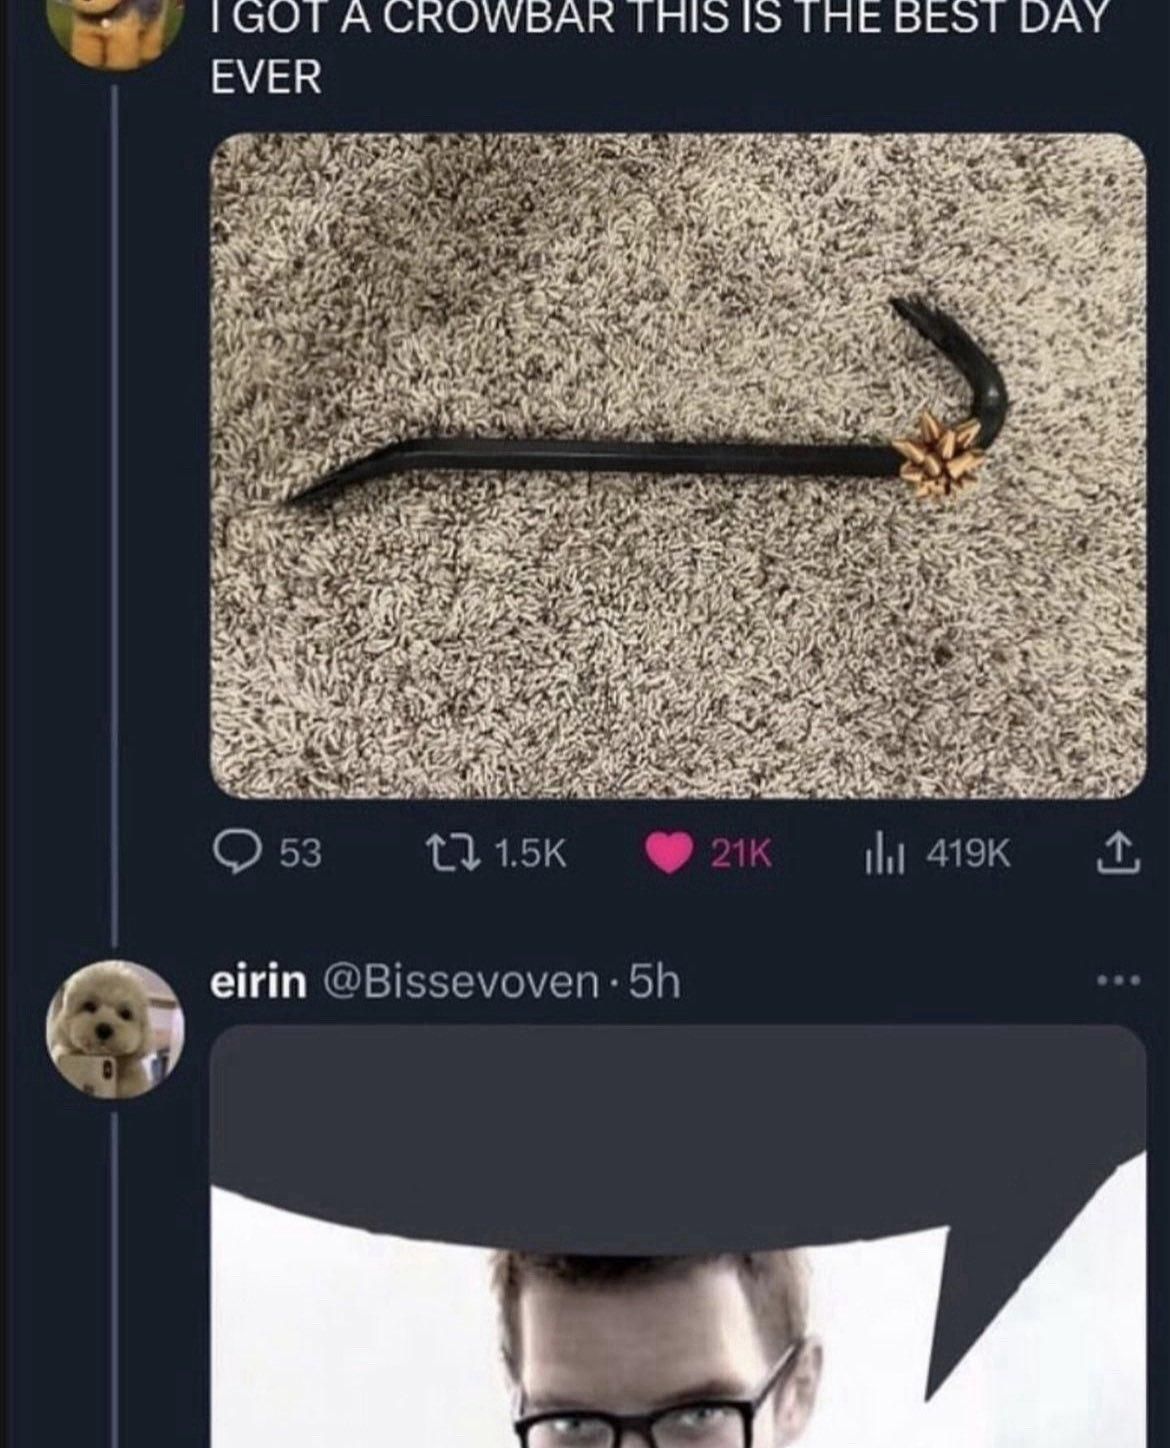 I GOT A CROWBAR THIS IS THE BEST DAY
EVER
53 1.5K 21K 419K
eirin @Bissevoven · 5h